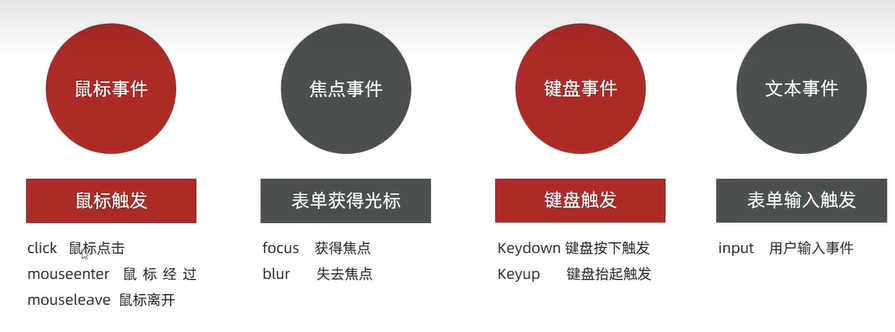 鼠标事件
焦点事件
键盘事件
文本事件
鼠标触发
表单获得光标
键盘触发
表单输入触发
click 鼠标点击
mouseenter 鼠标经过
mouseleave 鼠标离开
focus 获得焦点
blur 失去焦点
Keydown 键盘按下触发
Keyup 键盘抬起触发
input 用户输入事件